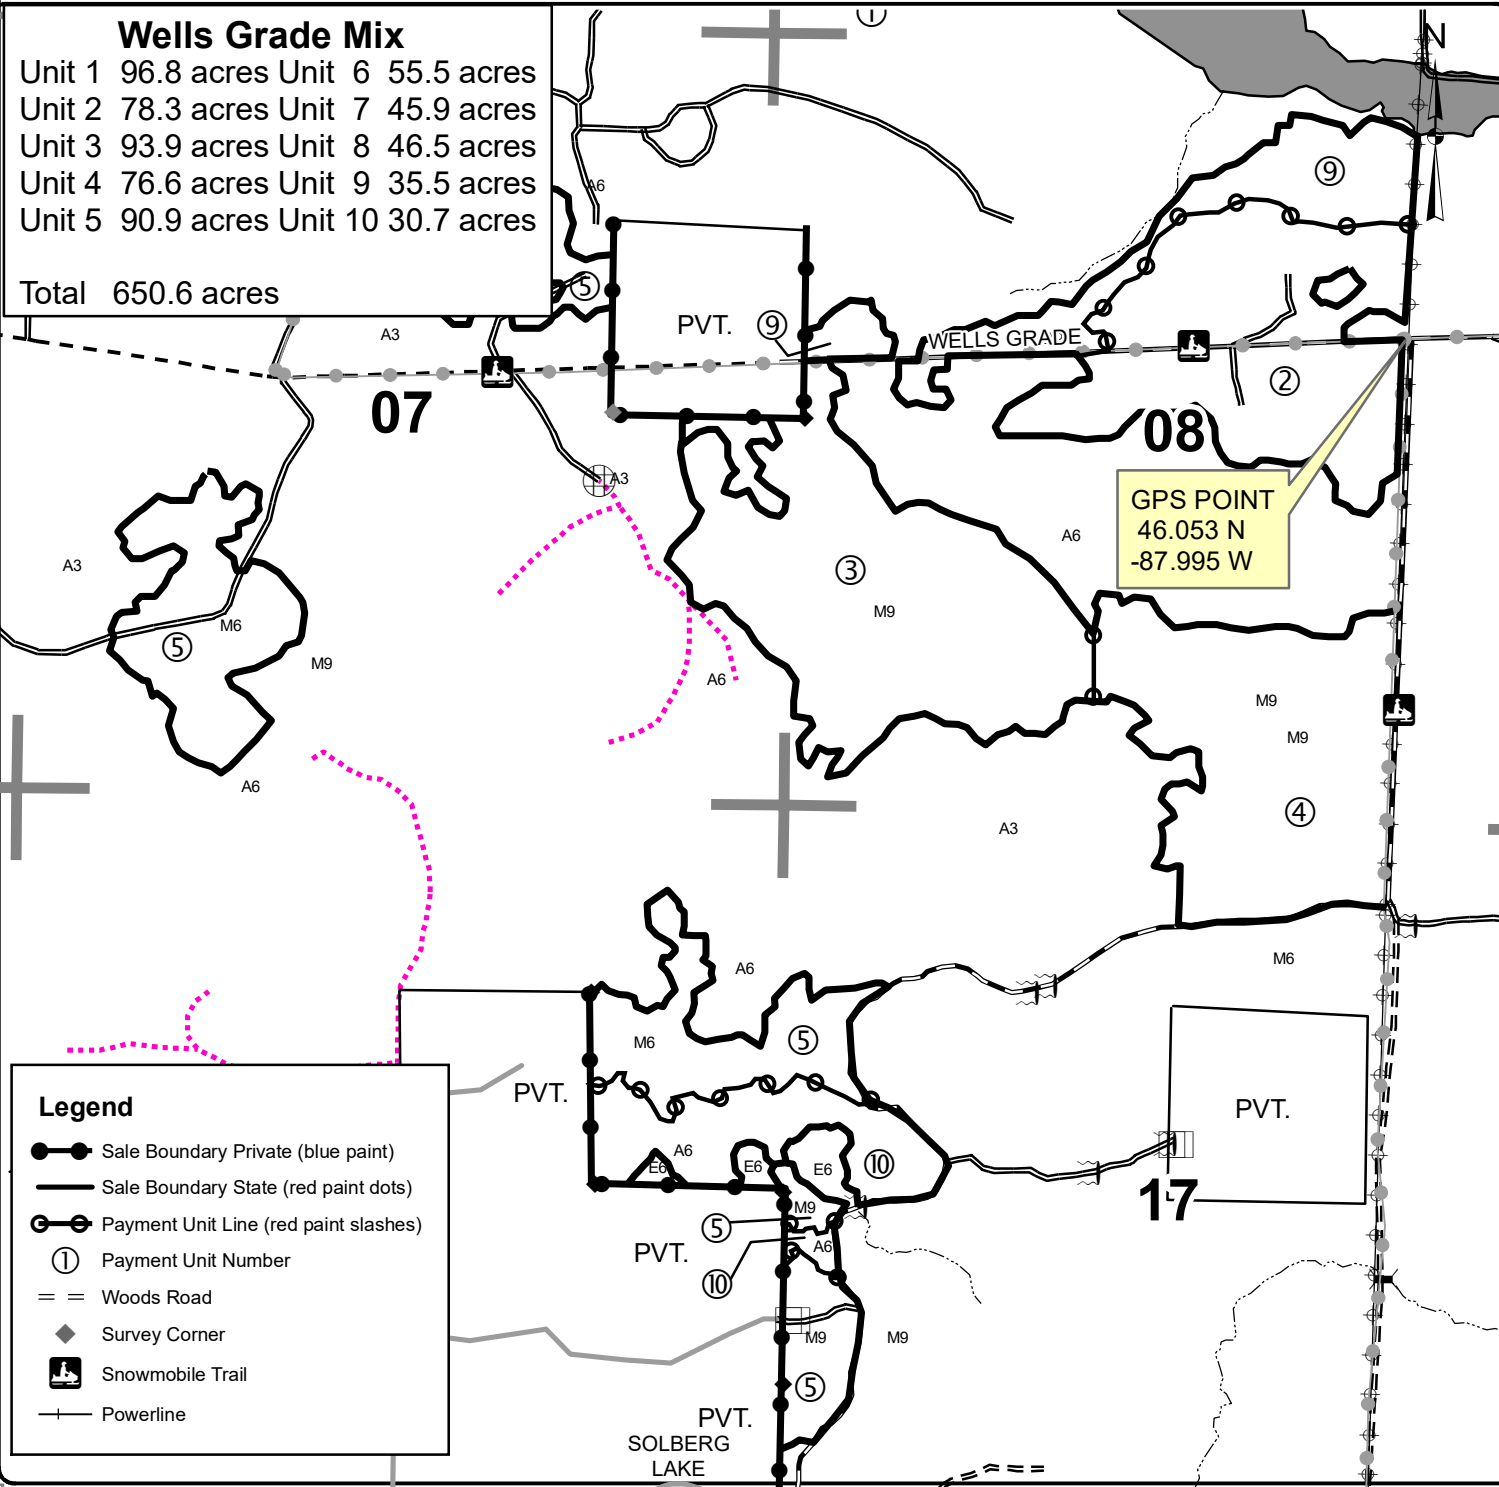 Wells Grade Mix
Unit 1 96.8 acres Unit 6 55.5 acres
Unit 2 78.3 acres Unit 7 45.9 acres
Unit 3 93.9 acres Unit 8 46.5 acres
Unit 4 76.6 acres Unit 9 35.5 acres
Unit 5 90.9 acres Unit 10 30.7 acres
Total 650.6 acres
①
N
A6
⑨
⑤
PVT.
⑨
A3
WELLS GRADE
②
07
08
A3
GPS POINT
46.053 N
-87.995 W
A6
A3
③
M9
M6
⑤
M9
A6
M9
M9
A6
④
A3
A6
M6
M6
⑤
PVT.
PVT.
A6
E6
E6
E6
⑩
17
M9
⑤
PVT.
A6
⑩
M9
M9
⑤
PVT.
SOLBERG
LAKE
Legend
Sale Boundary Private (blue paint)
Sale Boundary State (red paint dots)
Payment Unit Line (red paint slashes)
① Payment Unit Number
Woods Road
Survey Corner
Snowmobile Trail
Powerline